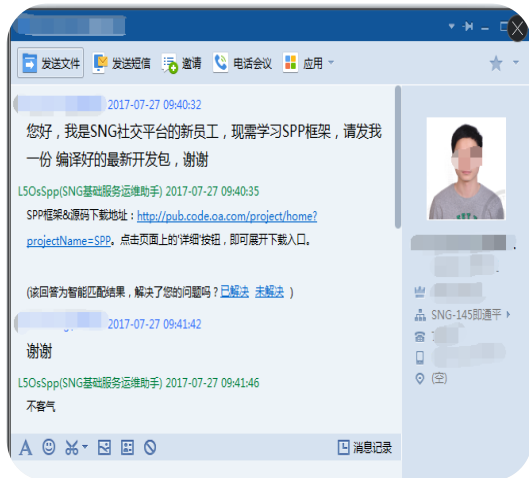 发送文件 发送短信 邀请 电话会议 应用
2017-07-27 09:40:32
您好，我是SNG社交平台的新员工，现需学习SPP框架，请发我
一份 编译好的最新开发包，谢谢
L5OsSpp(SNG基础服务运维助手) 2017-07-27 09:40:35
SPP框架&源码下载地址：http://pub.code.oa.com/project/home?
projectName=SPP。点击页面上的'详细'按钮，即可展开下载入口。
(该回答为智能匹配结果，解决了您的问题吗？已解决 未解决 ）
2017-07-27 09:41:42
谢谢
L5OsSpp(SNG基础服务运维助手) 2017-07-27 09:41:46
不客气
消息记录
SNG-145即通平
(空)